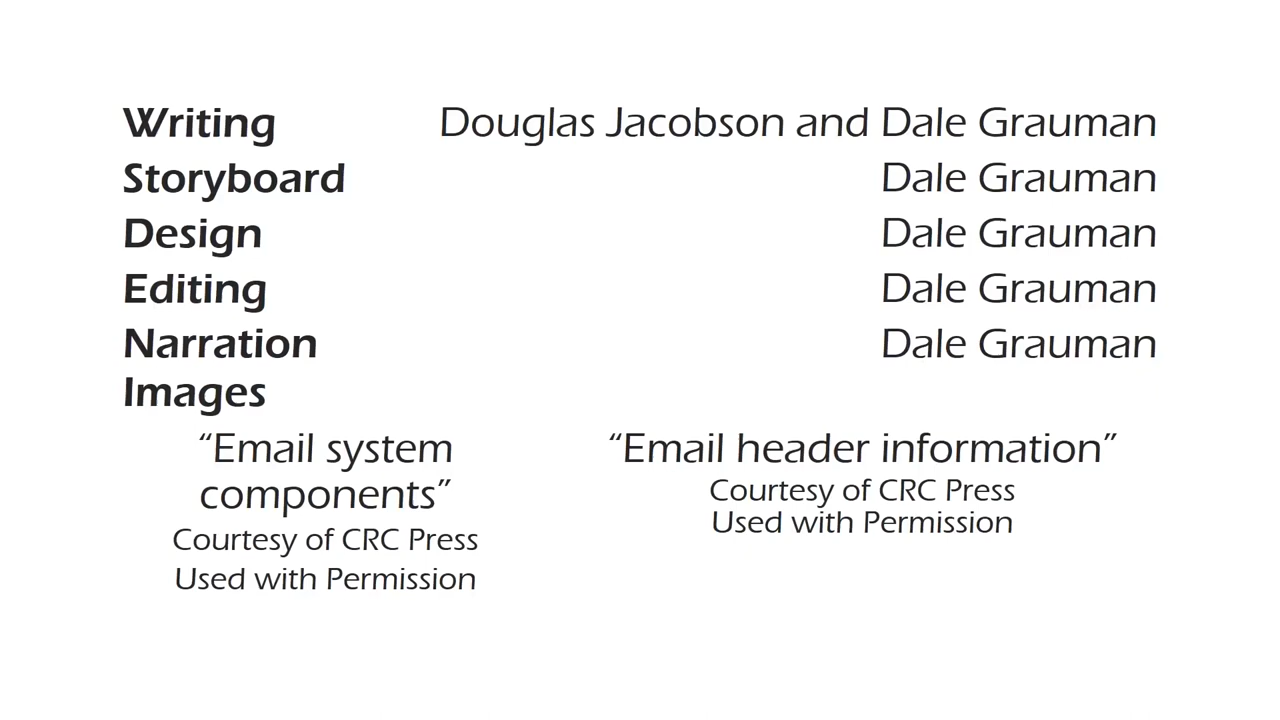 Writing Douglas Jacobson and Dale Grauman
Storyboard Dale Grauman
Design Dale Grauman
Editing Dale Grauman
Narration Dale Grauman
Images
“Email system
components”
Courtesy of CRC Press
Used with Permission
“Email header information”
Courtesy of CRC Press
Used with Permission